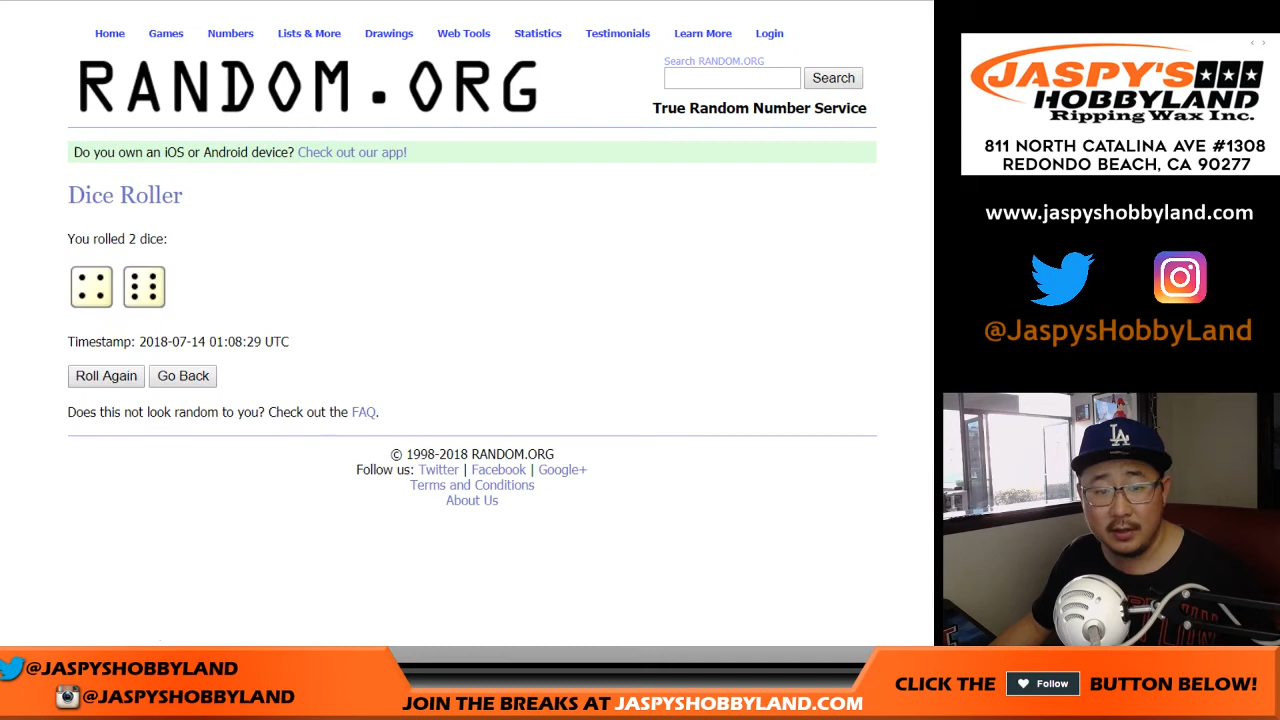 Home Games Numbers Lists & More Drawings Web Tools Statistics Testimonials Learn More Login
RANDOM.ORG
Search RANDOM.ORG
Search
True Random Number Service
Do you own an iOS or Android device? Check out our app!
Dice Roller
You rolled 2 dice:
Timestamp: 2018-07-14 01:08:29 UTC
Roll Again Go Back
Does this not look random to you? Check out the FAQ.
© 1998-2018 RANDOM.ORG
Follow us: Twitter | Facebook | Google+
Terms and Conditions
About Us
JASPY'S
HOBBYLAND
Ripping Wax Inc.
811 NORTH CATALINA AVE #1308
REDONDO BEACH, CA 90277
www.jaspyshobbyland.com
@JaspysHobbyLand
LA
@JASPYSHOBBYLAND
@JASPYSHOBBYLAND
JOIN THE BREAKS AT JASPYSHOBBYLAND.COM
CLICK THE Follow BUTTON BELOW!